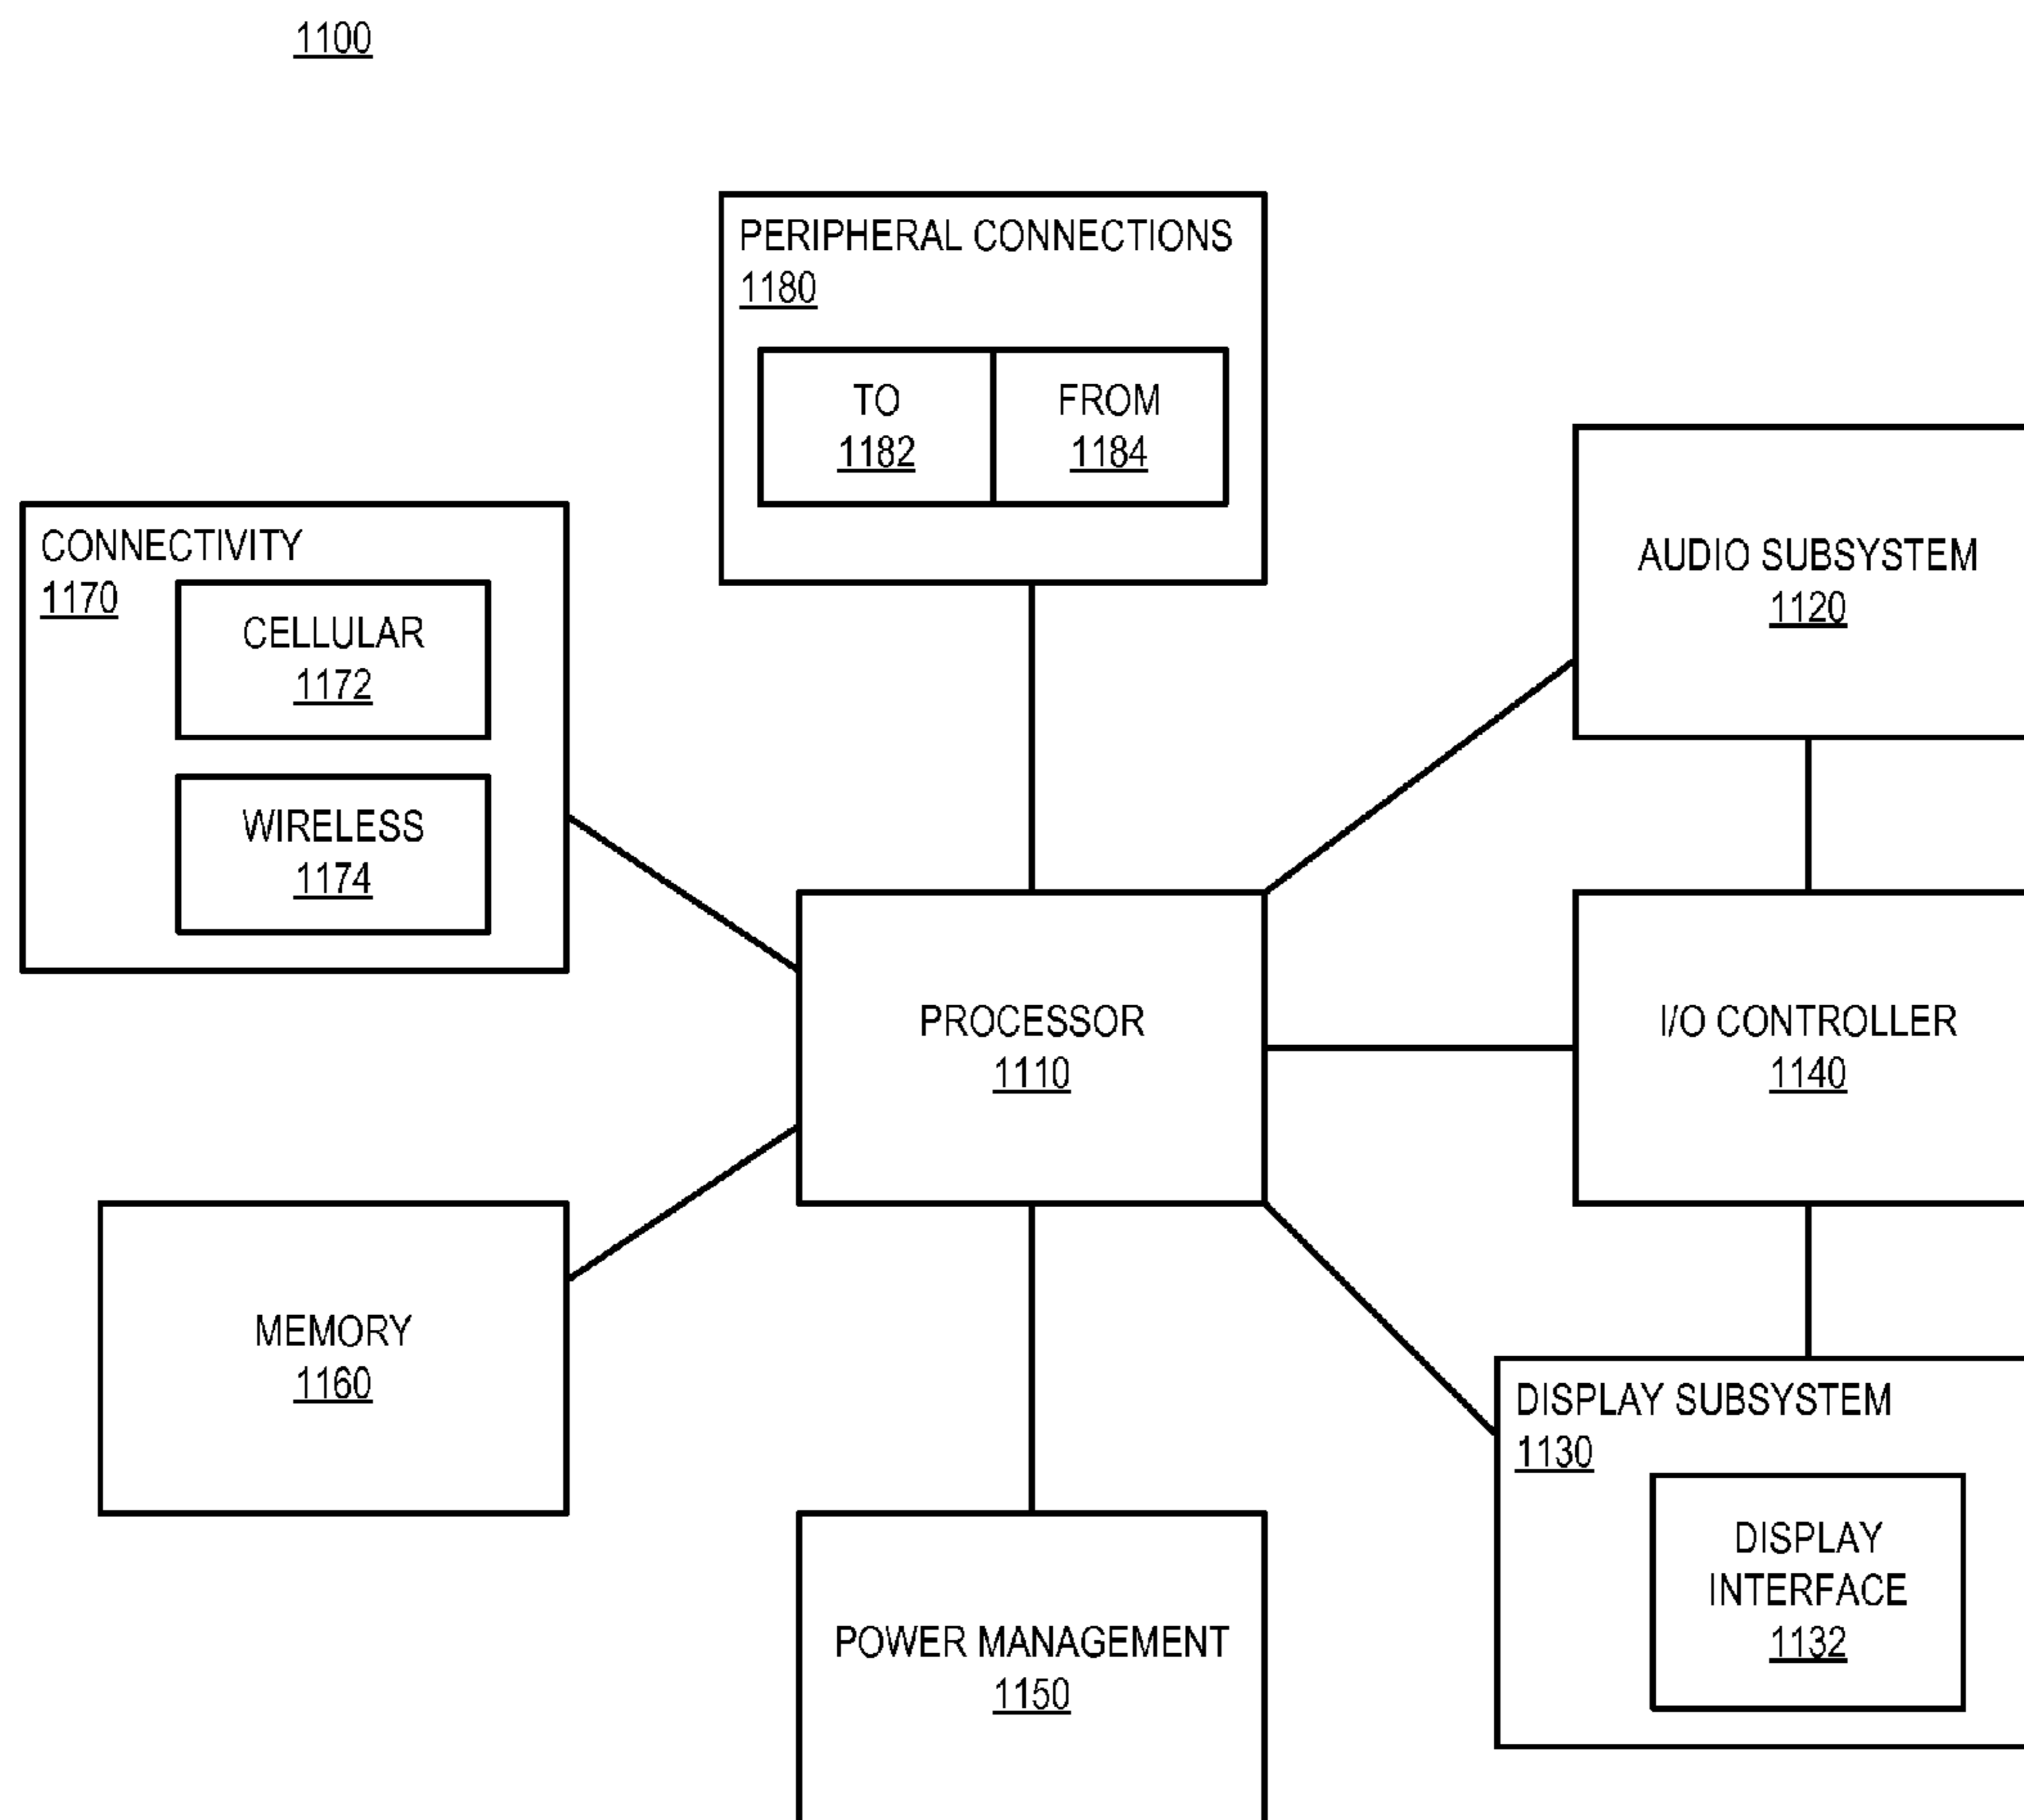 1100
PERIPHERAL CONNECTIONS
1180
TO
1182
FROM
1184
CONNECTIVITY
1170
CELLULAR
1172
WIRELESS
1174
AUDIO SUBSYSTEM
1120
PROCESSOR
1110
I/O CONTROLLER
1140
MEMORY
1160
DISPLAY SUBSYSTEM
1130
DISPLAY
INTERFACE
1132
POWER MANAGEMENT
1150